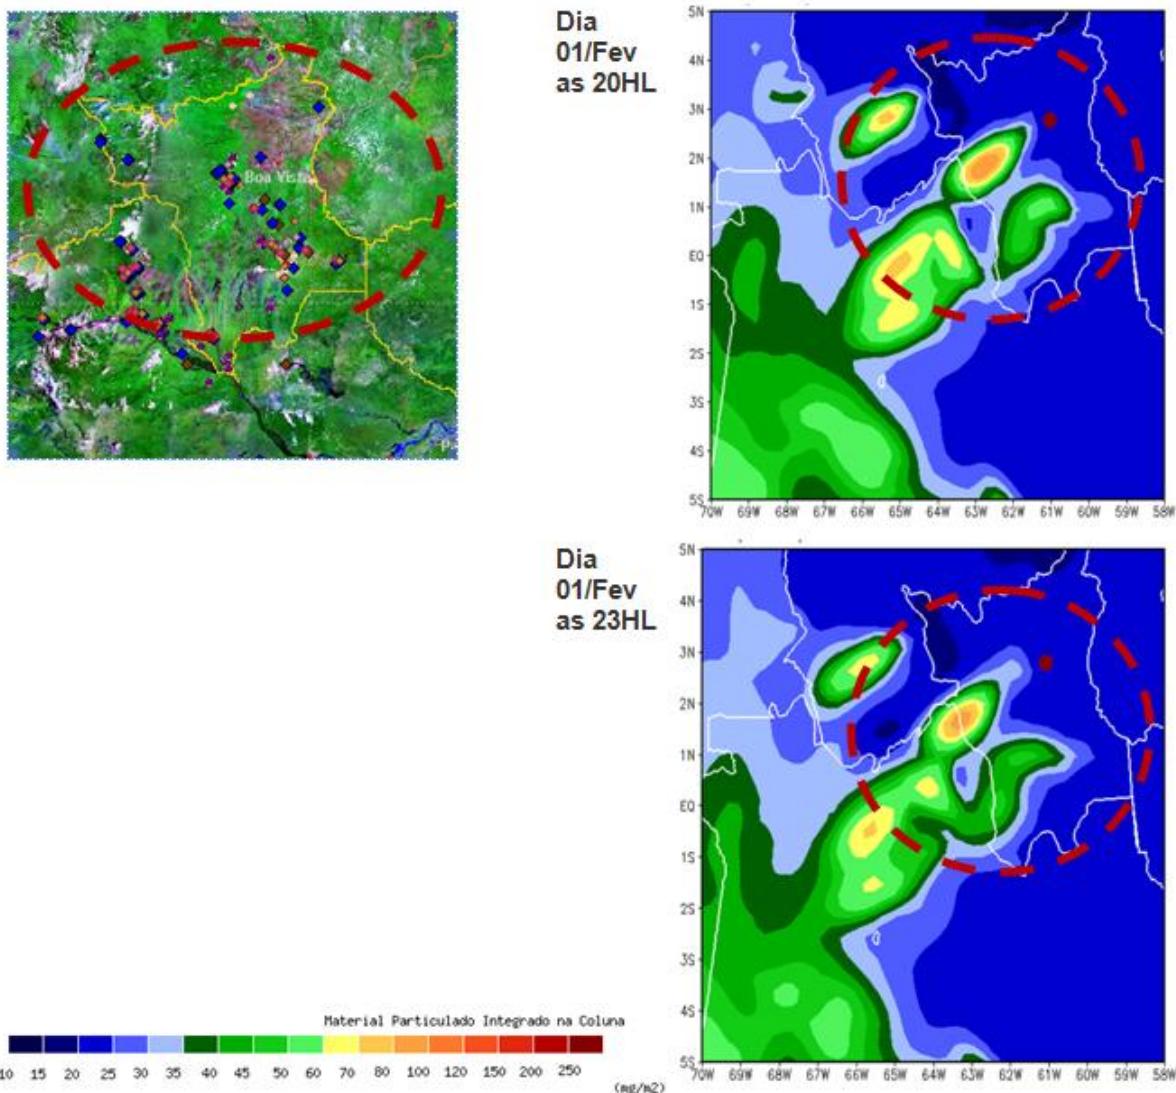 Dia
01/Fev
as 20HL
Boa Vista
5N
4N
3N
2N
1N
EQ
1S
2S
3S
4S
5S
70W 69W 68W 67W 66W 65W 64W 63W 62W 61W 60W 59W 58W
Dia
01/Fev
as 23HL
5N
4N
3N
2N
1N
EQ
1S
2S
3S
4S
5S
70W 69W 68W 67W 66W 65W 64W 63W 62W 61W 60W 59W 58W
Material Particulado Integrado na Coluna
10 15 20 25 30 35 40 45 50 60 70 80 100 120 150 200 250
(mg/m2)